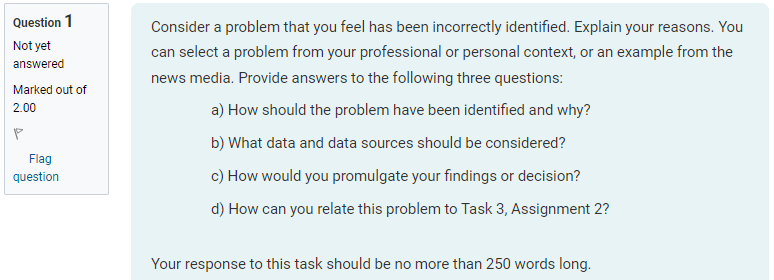 Question 1
Not yet
answered
Marked out of
2.00
Flag
question
Consider a problem that you feel has been incorrectly identified. Explain your reasons. You
can select a problem from your professional or personal context, or an example from the
news media. Provide answers to the following three questions:
a) How should the problem have been identified and why?
b) What data and data sources should be considered?
c) How would you promulgate your findings or decision?
d) How can you relate this problem to Task 3, Assignment 2?
Your response to this task should be no more than 250 words long.